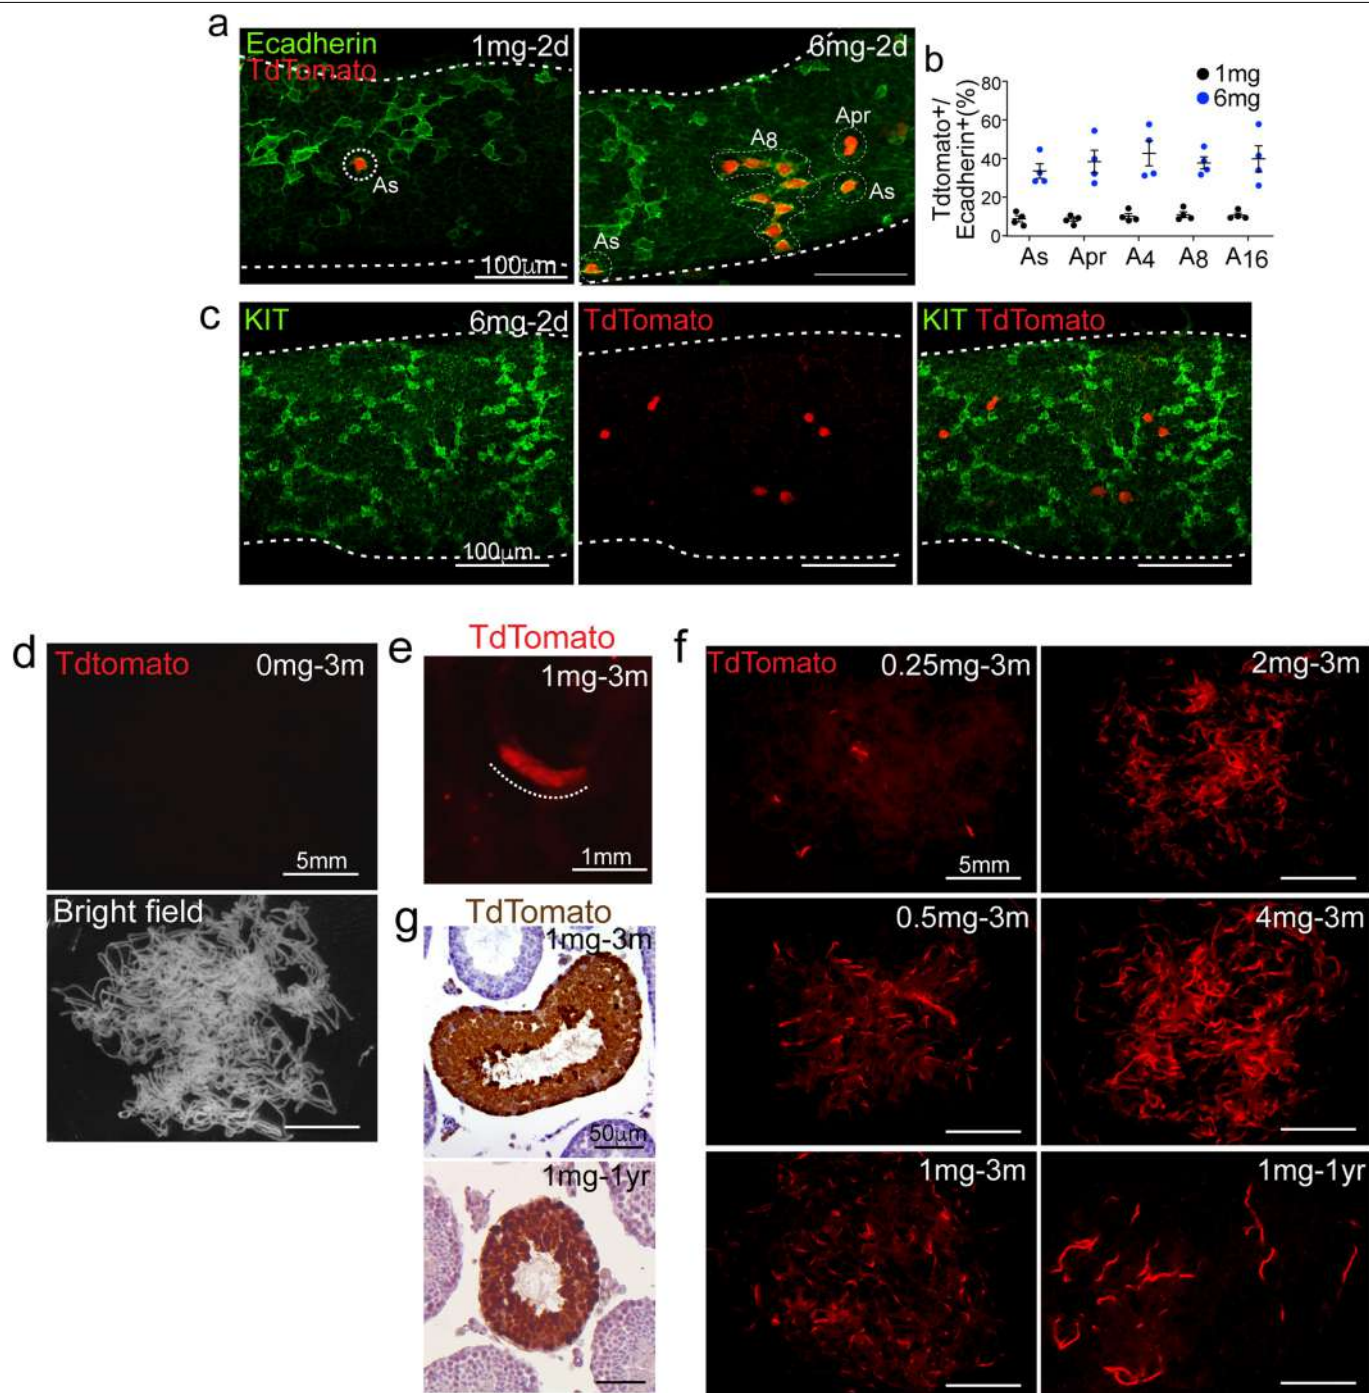 a
Ecadherin
TdTomato
1mg-2d
As
100µm
6mg-2d
A8
Apr
As
As
b
1mg
6mg
Tdtomato+/
Ecadherin+(%)
80
60
40
20
0
As Apr A4 A8 A16
c
KIT
6mg-2d
100µm
TdTomato
KIT TdTomato
d
Tdtomato
0mg-3m
5mm
Bright field
e
TdTomato
1mg-3m
1mm
f
TdTomato
0.25mg-3m
5mm
2mg-3m
0.5mg-3m
4mg-3m
1mg-3m
1mg-1yr
g
TdTomato
1mg-3m
50µm
1mg-1yr